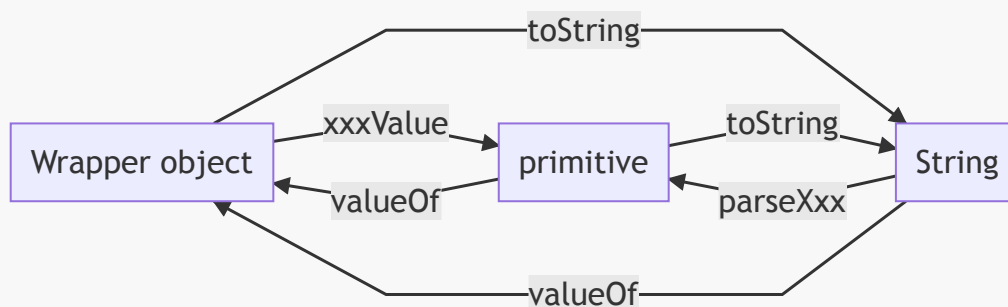 toString
xxxValue
toString
Wrapper object
primitive
String
valueOf
parseXxx
valueOf